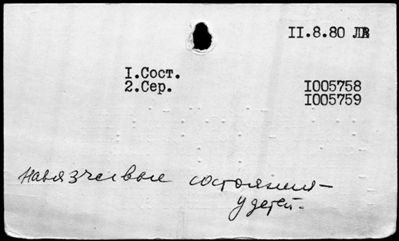 II.8.80 ЛВ
I.Сост.
2.Сер. I005758
I005759
навязчивые состояния –
у детей.